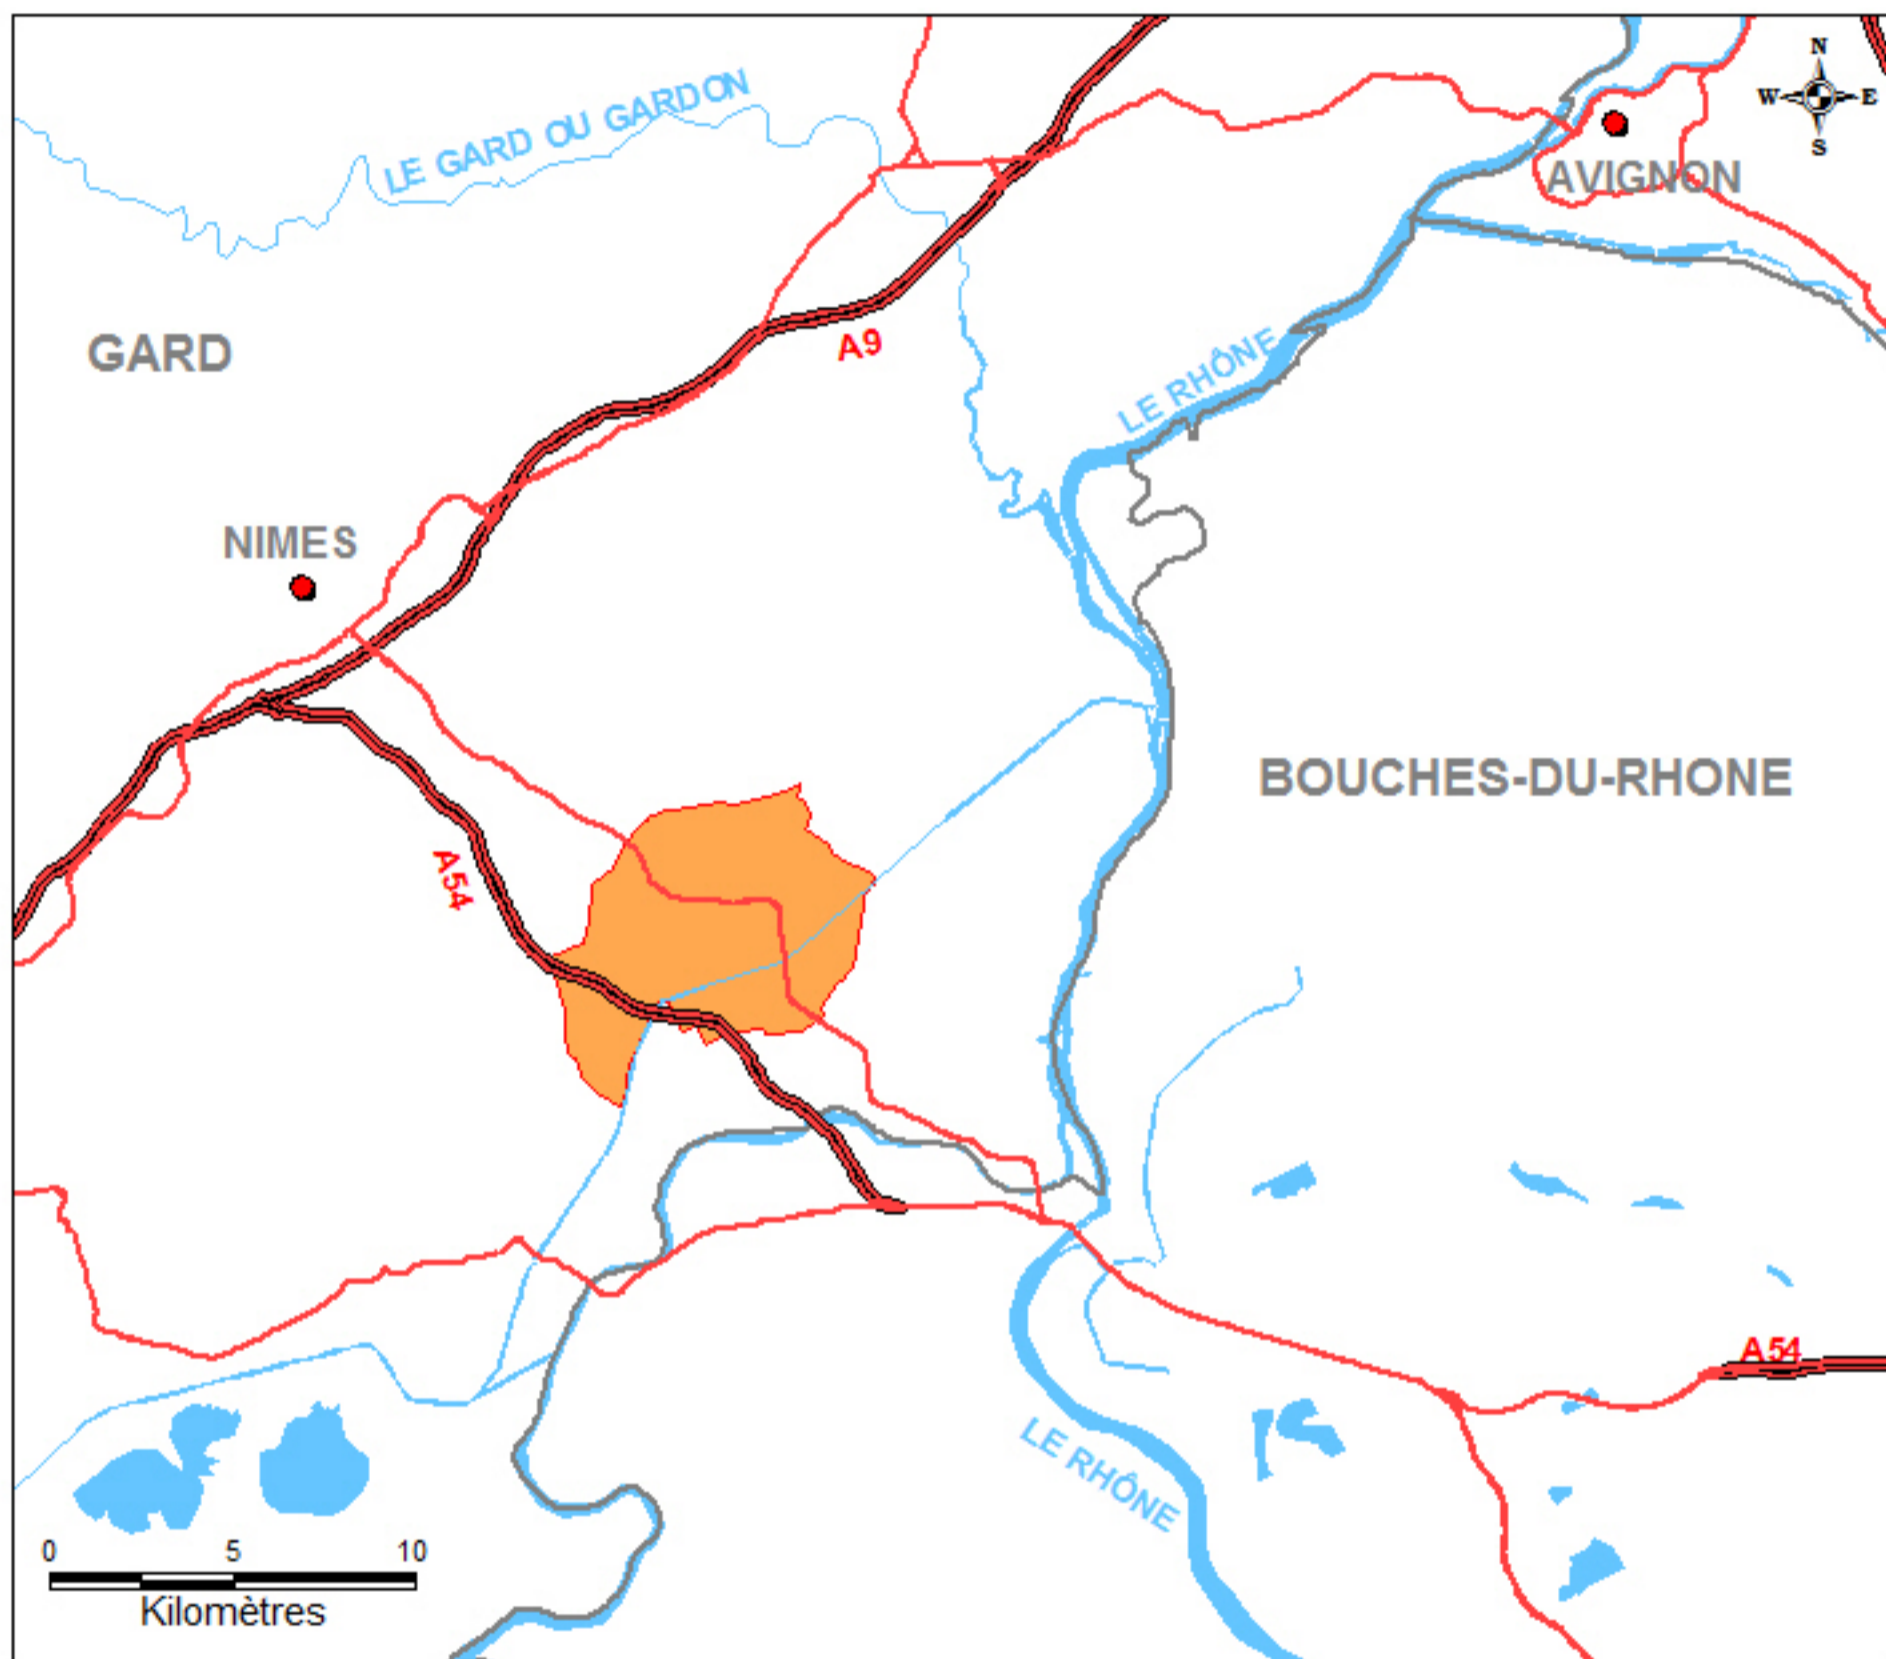 N
W E
S
LE GARD OU GARDON
AVIGNON
GARD
A9
LE RHÔNE
NIMES
BOUCHES-DU-RHONE
A54
A54
LE RHÔNE
0 5 10
Kilomètres